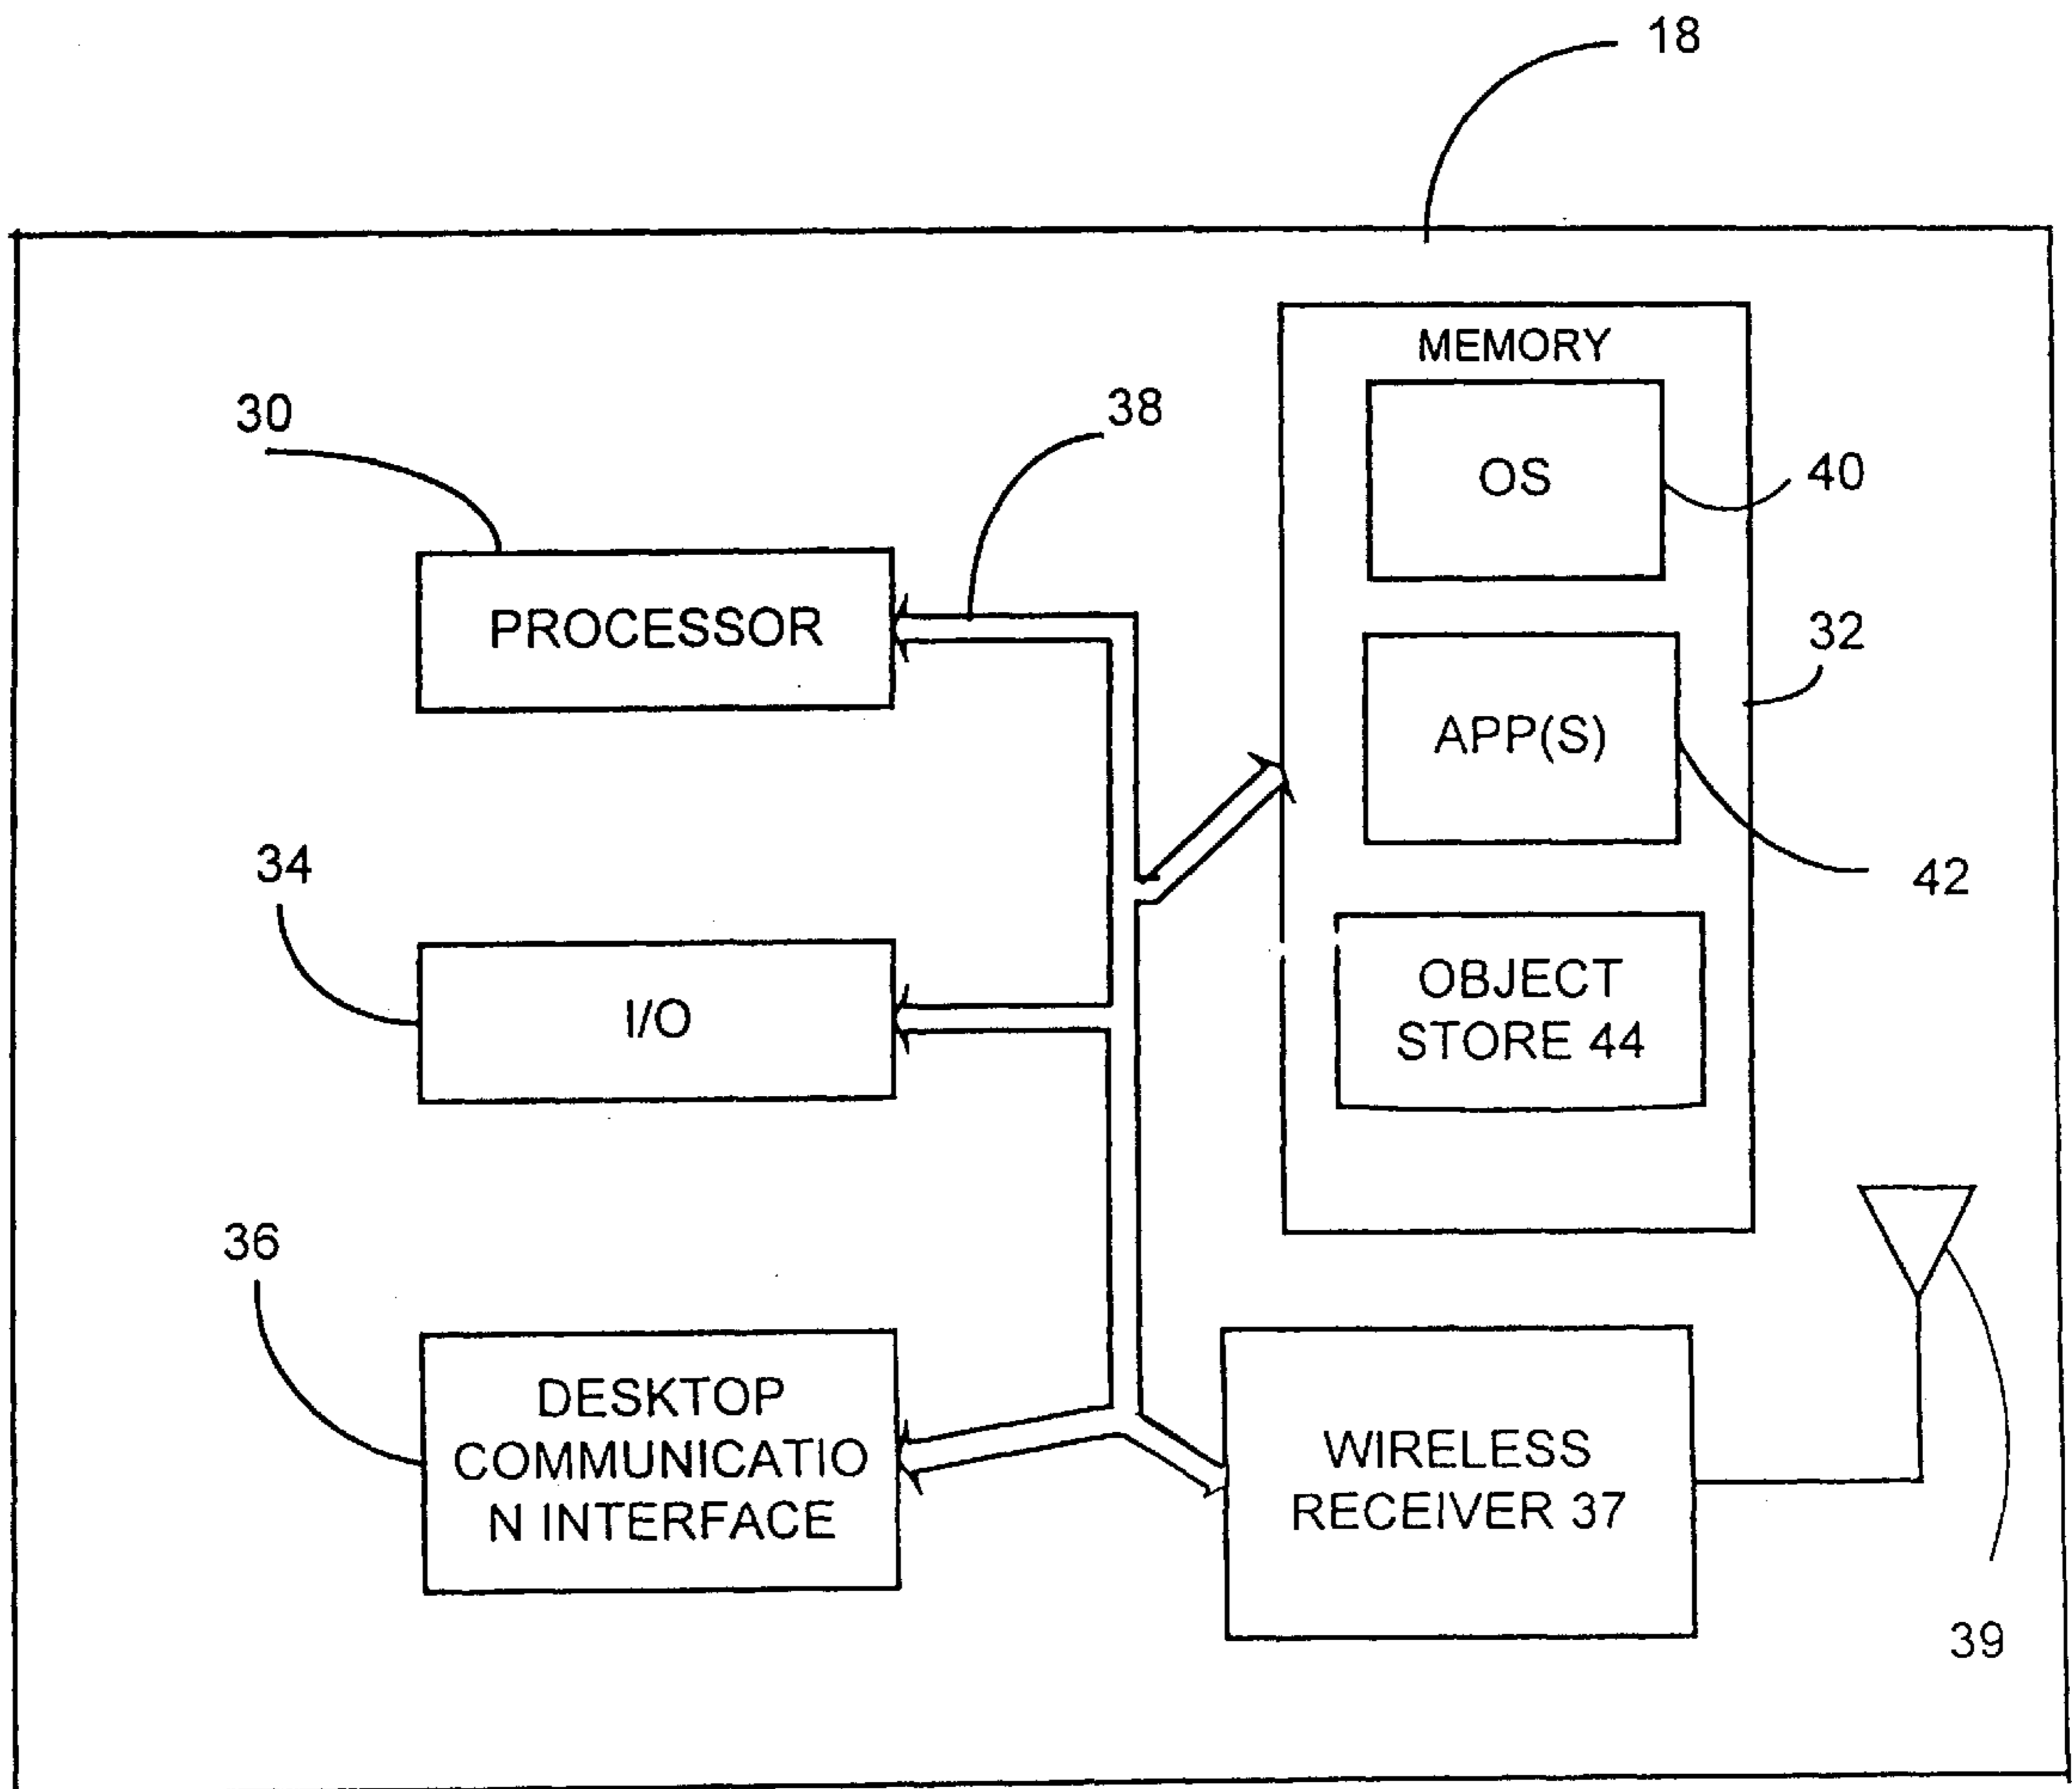 18
MEMORY
30
38
OS
40
PROCESSOR
32
APP(S)
34
42
I/O
OBJECT
STORE 44
36
DESKTOP
COMMUNICATIO
N INTERFACE
WIRELESS
RECEIVER 37
39